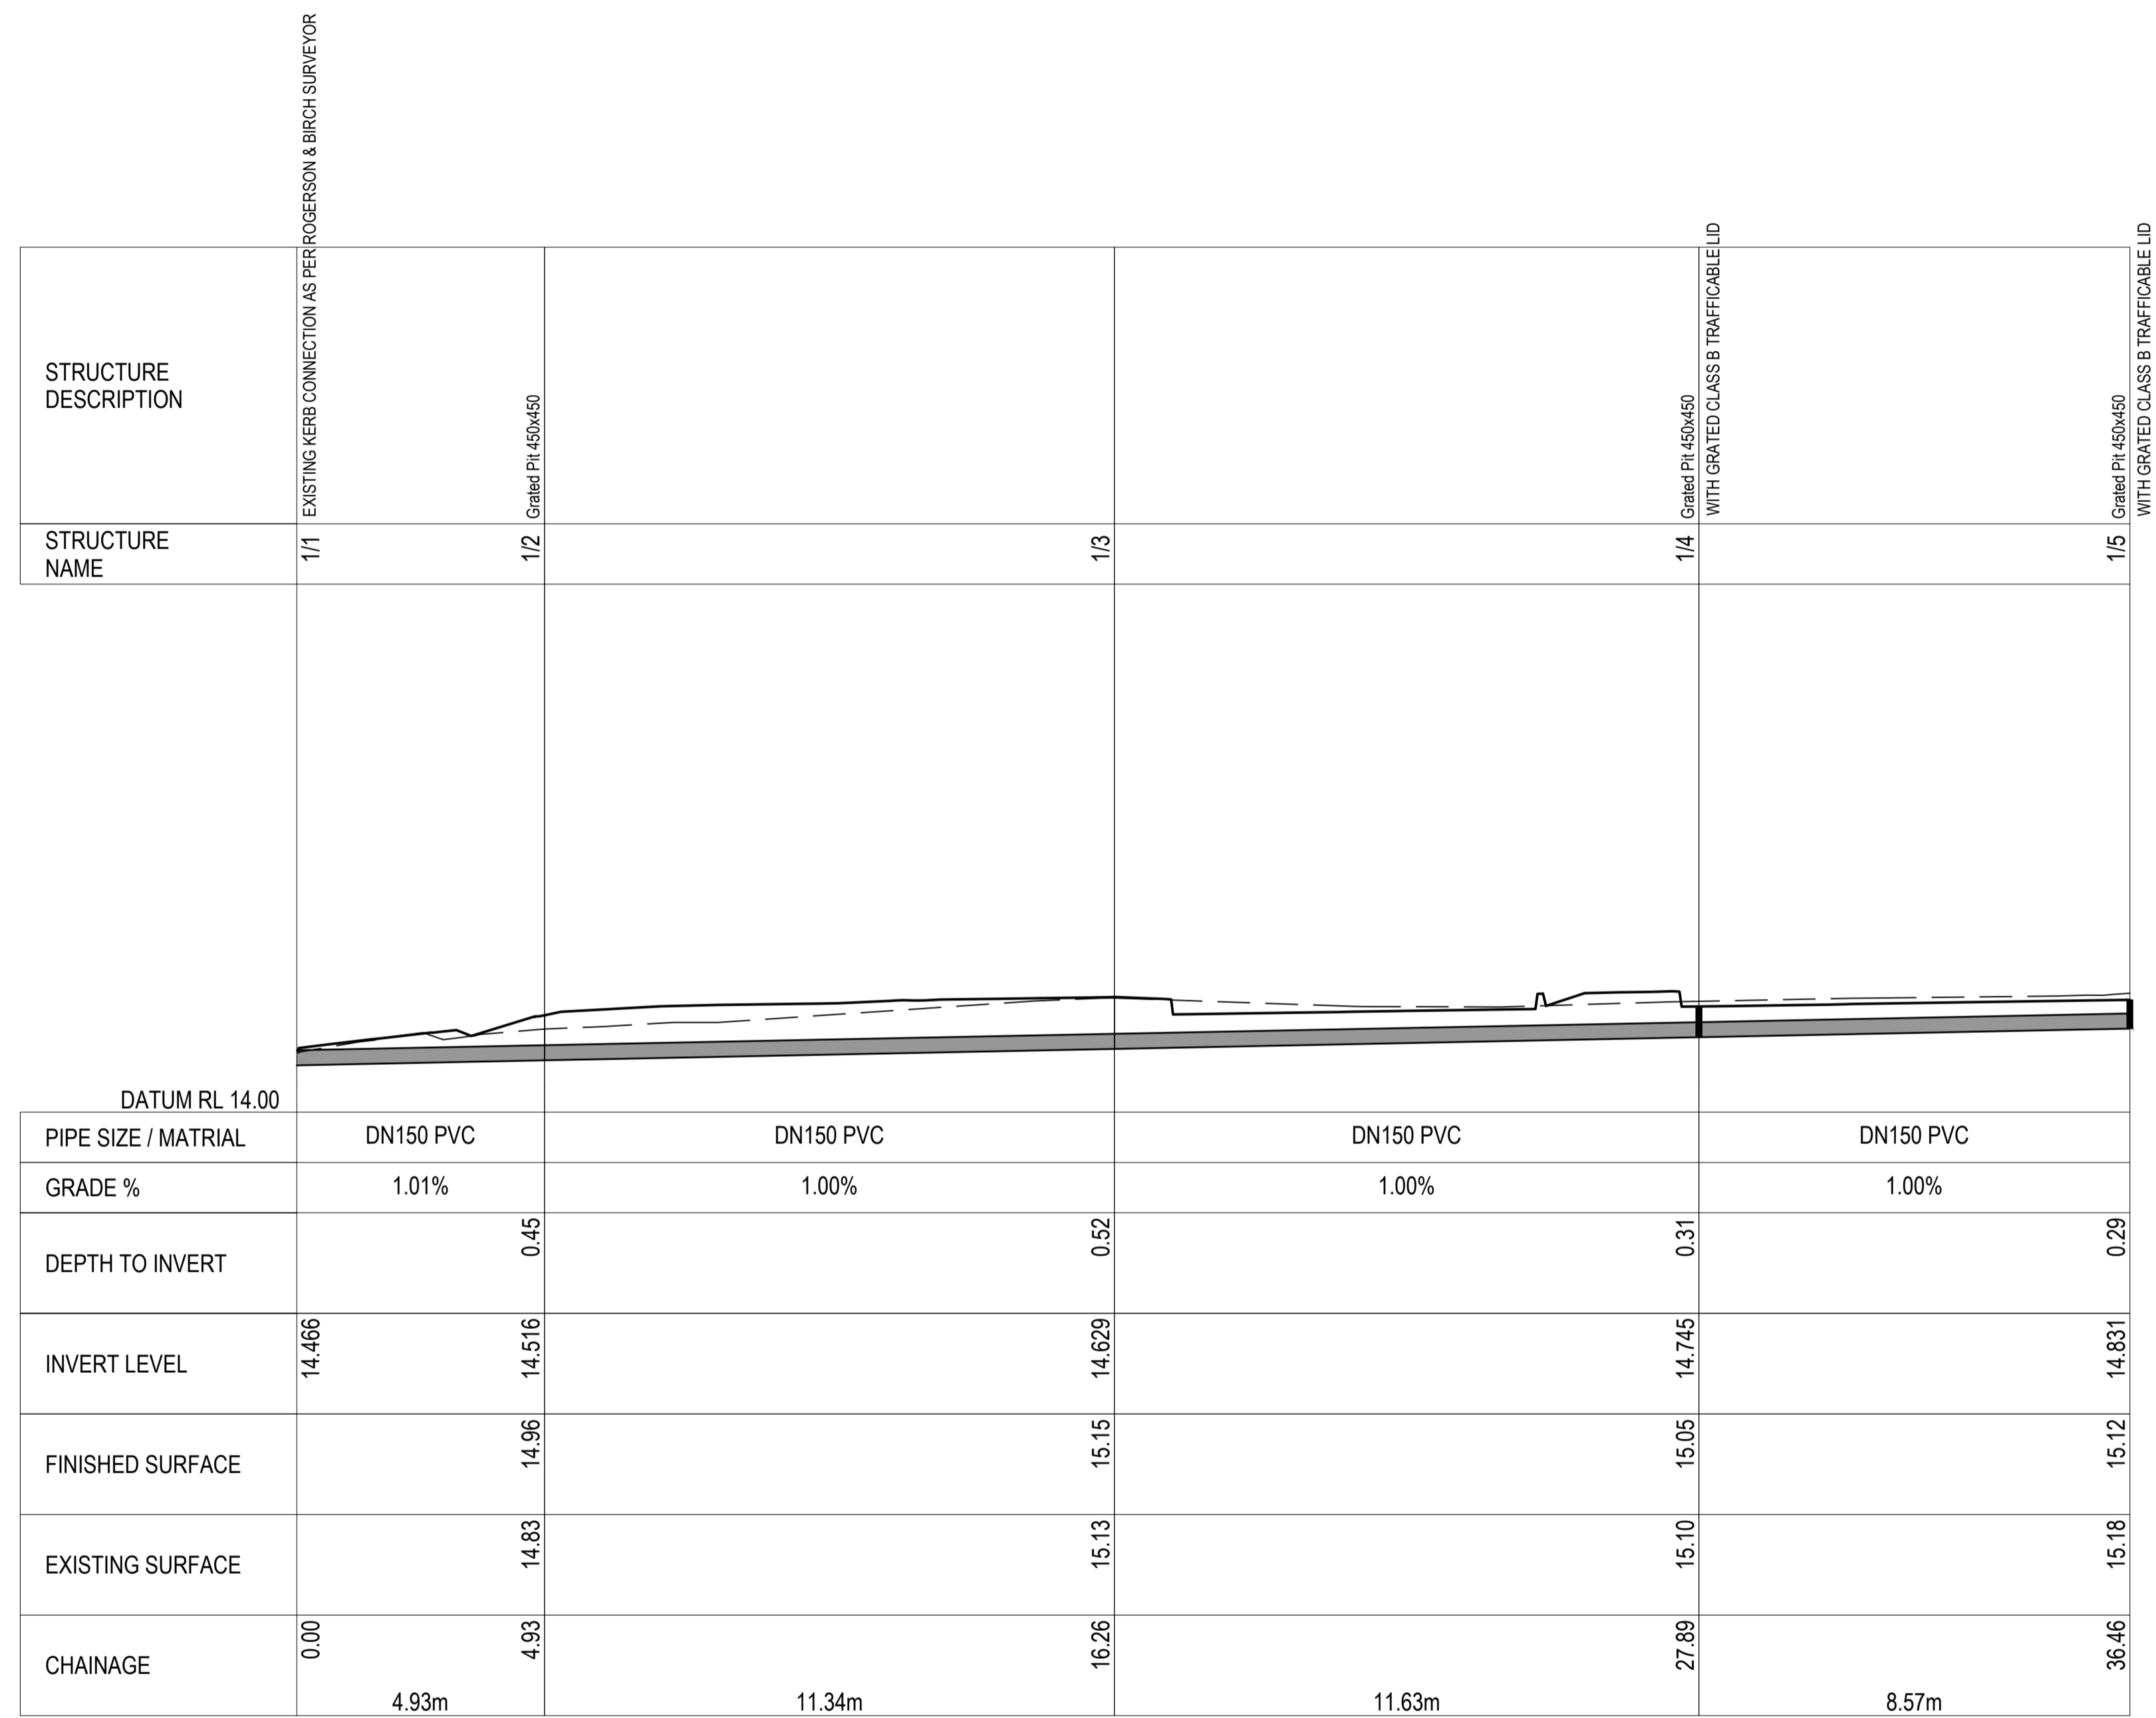 EXISTING KERB CONNECTION AS PER ROGERSON & BIRCH SURVEYOR
Grated Pit 450x450
Grated Pit 450x450
WITH GRATED CLASS B TRAFFICABLE LID
Grated Pit 450x450
WITH GRATED CLASS B TRAFFICABLE LID
STRUCTURE
DESCRIPTION
STRUCTURE
NAME
1/1
1/2
1/3
1/4
1/5
DATUM RL 14.00
PIPE SIZE / MATRIAL
DN150 PVC
DN150 PVC
DN150 PVC
DN150 PVC
GRADE %
1.01%
1.00%
1.00%
1.00%
DEPTH TO INVERT
0.45
0.52
0.31
0.29
INVERT LEVEL
14.466
14.516
14.629
14.745
14.831
FINISHED SURFACE
14.96
15.15
15.05
15.12
EXISTING SURFACE
14.83
15.13
15.10
15.18
CHAINAGE
0.00
4.93
16.26
27.89
36.46
4.93m
11.34m
11.63m
8.57m